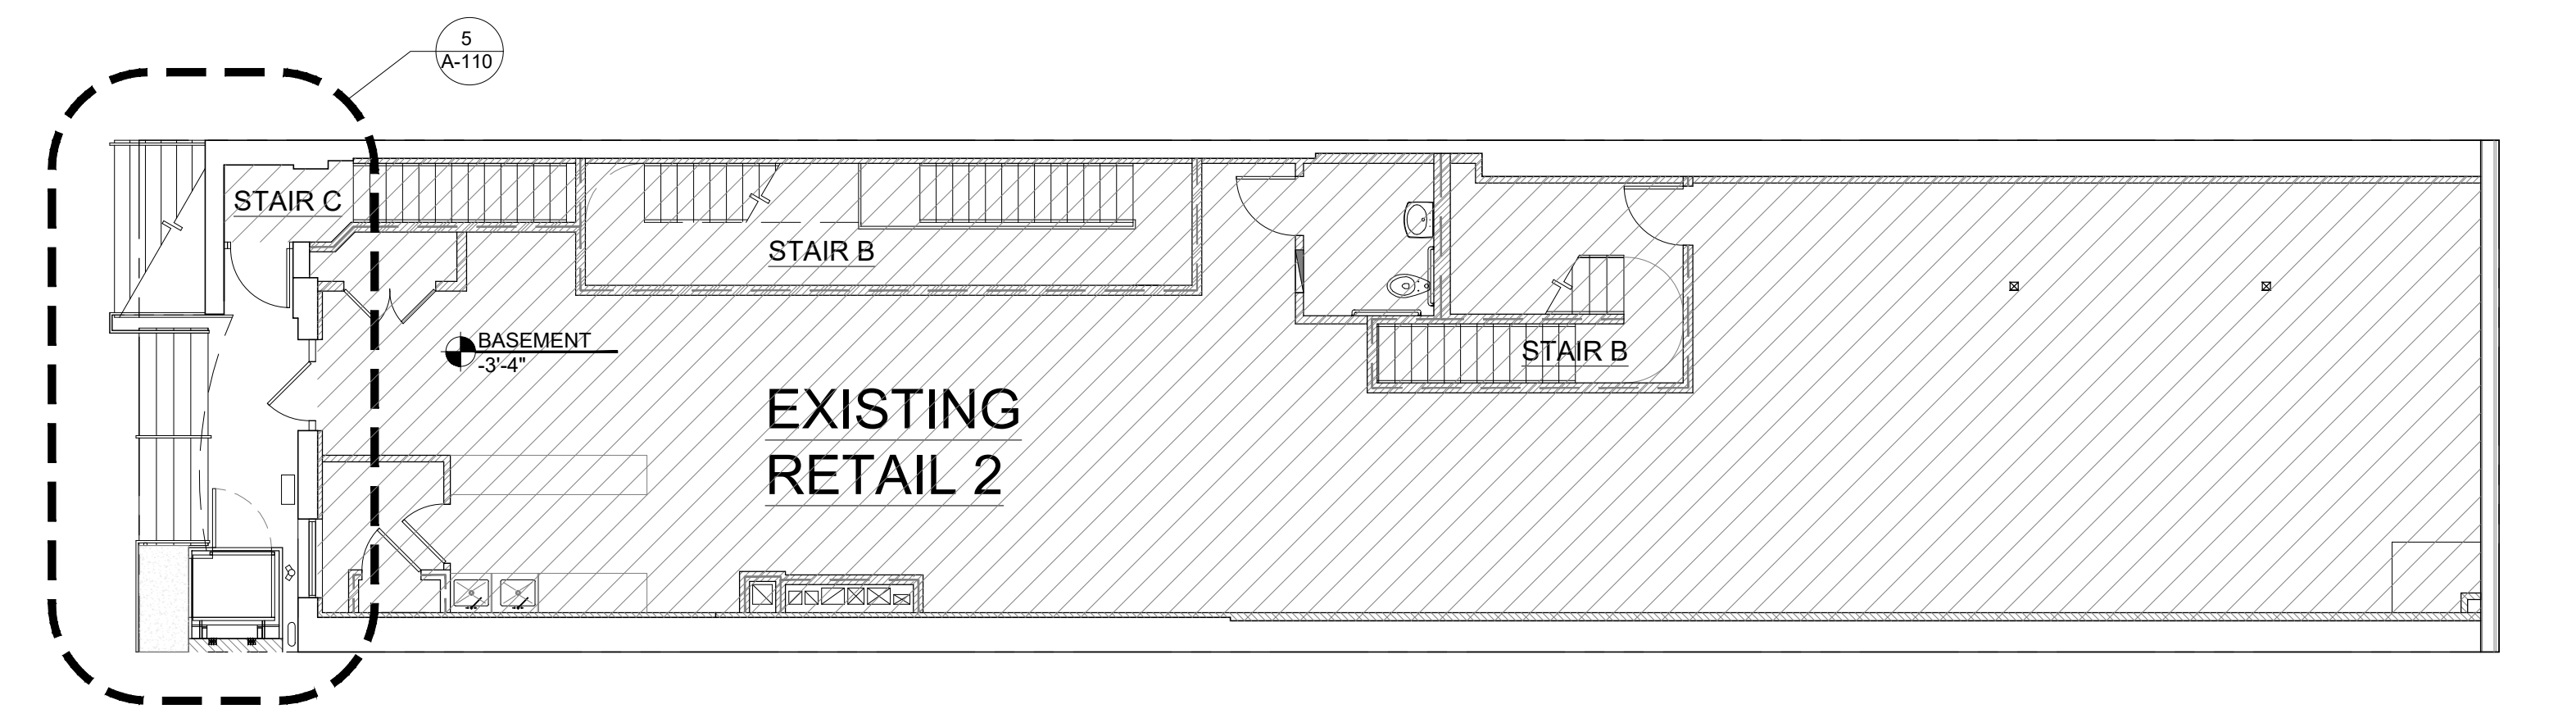 5
A-110
STAIR C
STAIR B
BASEMENT
-3'-4"
STAIR B
EXISTING
RETAIL 2